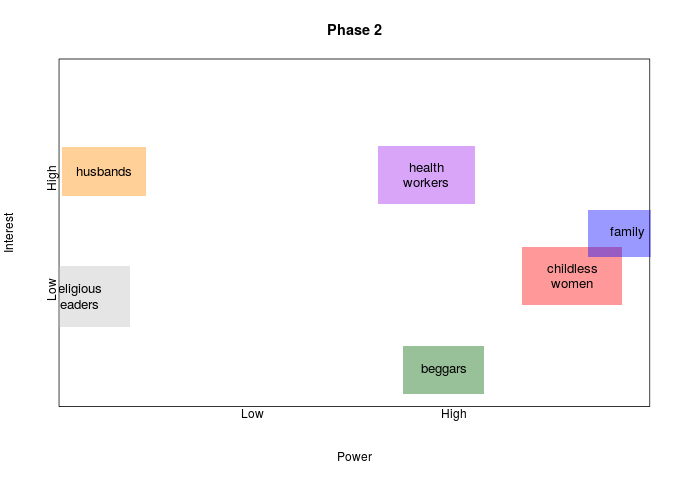 Phase 2
husbands
health
workers
family
childless
women
eligious
eaders
beggars
High
Low
Interest
Low
High
Power